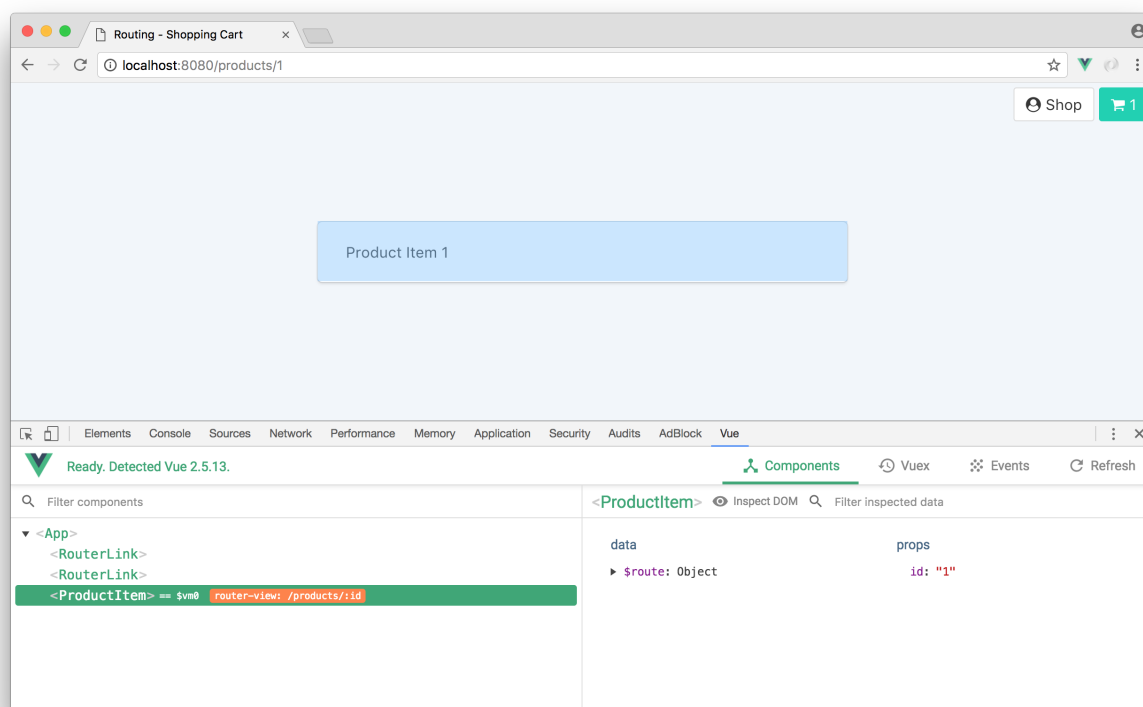 Routing - Shopping Cart
localhost:8080/products/1
Shop
1
Product Item 1
Elements Console Sources Network Performance Memory Application Security Audits AdBlock Vue
Ready. Detected Vue 2.5.13.
Components Vuex Events Refresh
Filter components
<ProductItem> Inspect DOM Filter inspected data
<App>
<RouterLink>
<RouterLink>
<ProductItem> == $vm0 router-view: /products/:id
data
$route: Object
props
id: "1"